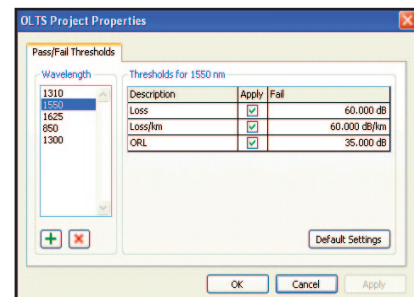 OLTS Project Properties
Pass/Fail Thresholds
Wavelength
1310
1550
1625
850
1300
Thresholds for 1550 nm
Description Apply Fail
Loss 60.000 dB
Loss/km 60.000 dB/km
ORL 35.000 dB
Default Settings
OK Cancel Apply